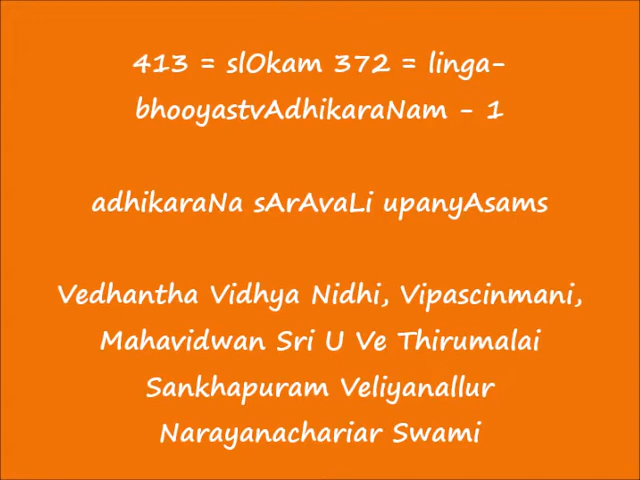 413 = slOkam 372 = linga-
bhooyastvAdhikaraNam - 1
adhikaraNa sArAvaLi upanyAsams
Vedhantha Vidhya Nidhi, Vipascinmani,
Mahavidwan Sri U Ve Thirumalai
Sankhapuram Veliyanallur
Narayanachariar Swami